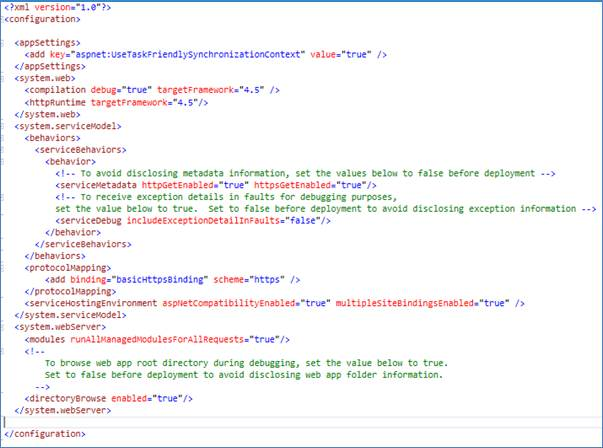 <?xml version="1.0"?>
<configuration>
<appSettings>
<add key="aspnet:UseTaskFriendlySynchronizationContext" value="true" />
</appSettings>
<system.web>
<compilation debug="true" targetFramework="4.5" />
<httpRuntime targetFramework="4.5"/>
</system.web>
<system.serviceModel>
<behaviors>
<serviceBehaviors>
<behavior>
<!-- To avoid disclosing metadata information, set the values below to false before deployment -->
<serviceMetadata httpGetEnabled="true" httpsGetEnabled="true"/>
<!-- To receive exception details in faults for debugging purposes,
set the value below to true.  Set to false before deployment to avoid disclosing exception information -->
<serviceDebug includeExceptionDetailInFaults="false"/>
</behavior>
</serviceBehaviors>
</behaviors>
<protocolMapping>
<add binding="basicHttpsBinding" scheme="https" />
</protocolMapping>
<serviceHostingEnvironment aspNetCompatibilityEnabled="true" multipleSiteBindingsEnabled="true" />
</system.serviceModel>
<system.webServer>
<modules runAllManagedModulesForAllRequests="true"/>
<!--
To browse web app root directory during debugging, set the value below to true.
Set to false before deployment to avoid disclosing web app folder information.
-->
<directoryBrowse enabled="true"/>
</system.webServer>
</configuration>